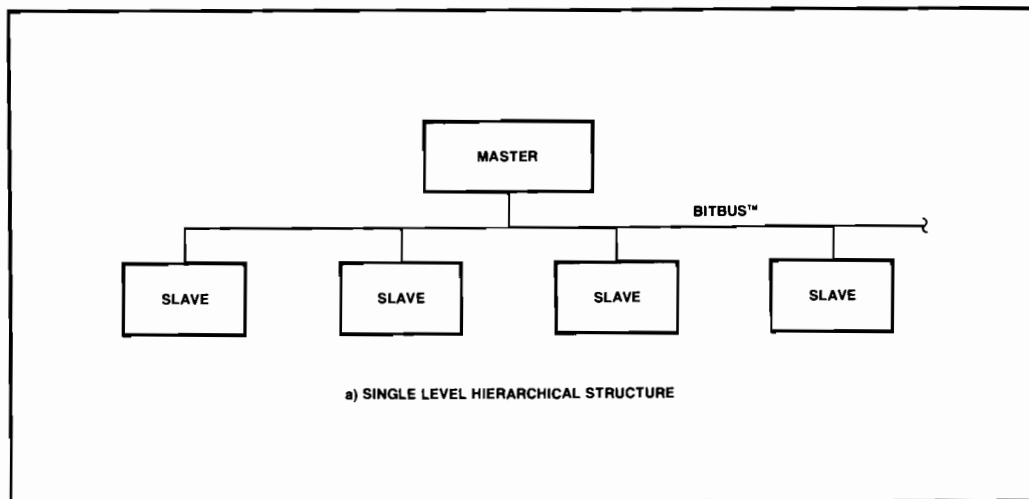 MASTER
BITBUS™
SLAVE
SLAVE
SLAVE
SLAVE
a) SINGLE LEVEL HIERARCHICAL STRUCTURE